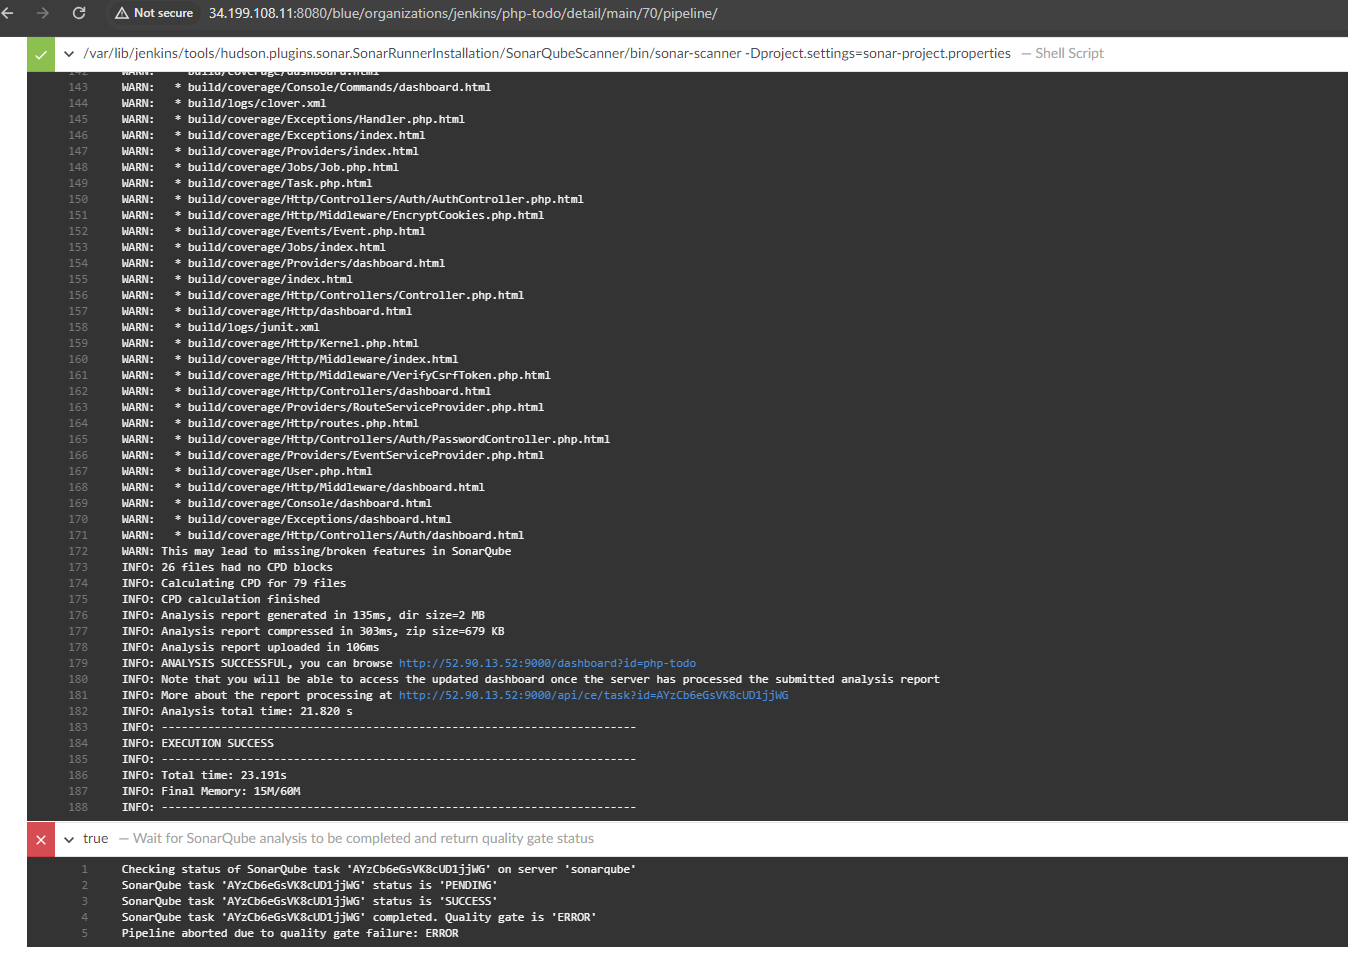 Not secure 34.199.108.11:8080/blue/organizations/jenkins/php-todo/detail/main/70/pipeline/
/var/lib/jenkins/tools/hudson.plugins.sonar.SonarRunnerInstallation/SonarQubeScanner/bin/sonar-scanner -Dproject.settings=sonar-project.properties — Shell Script
142 WARN: * build/coverage/dashboard.html
143 WARN: * build/coverage/Console/Commands/dashboard.html
144 WARN: * build/logs/clover.xml
145 WARN: * build/coverage/Exceptions/Handler.php.html
146 WARN: * build/coverage/Exceptions/index.html
147 WARN: * build/coverage/Providers/index.html
148 WARN: * build/coverage/Jobs/Job.php.html
149 WARN: * build/coverage/Task.php.html
150 WARN: * build/coverage/Http/Controllers/Auth/AuthController.php.html
151 WARN: * build/coverage/Http/Middleware/EncryptCookies.php.html
152 WARN: * build/coverage/Events/Event.php.html
153 WARN: * build/coverage/Jobs/index.html
154 WARN: * build/coverage/Providers/dashboard.html
155 WARN: * build/coverage/index.html
156 WARN: * build/coverage/Http/Controllers/Controller.php.html
157 WARN: * build/coverage/Http/dashboard.html
158 WARN: * build/logs/junit.xml
159 WARN: * build/coverage/Http/Kernel.php.html
160 WARN: * build/coverage/Http/Middleware/index.html
161 WARN: * build/coverage/Http/Middleware/VerifyCsrfToken.php.html
162 WARN: * build/coverage/Http/Controllers/dashboard.html
163 WARN: * build/coverage/Providers/RouteServiceProvider.php.html
164 WARN: * build/coverage/Http/routes.php.html
165 WARN: * build/coverage/Http/Controllers/Auth/PasswordController.php.html
166 WARN: * build/coverage/Providers/EventServiceProvider.php.html
167 WARN: * build/coverage/User.php.html
168 WARN: * build/coverage/Http/Middleware/dashboard.html
169 WARN: * build/coverage/Console/dashboard.html
170 WARN: * build/coverage/Exceptions/dashboard.html
171 WARN: * build/coverage/Http/Controllers/Auth/dashboard.html
172 WARN: This may lead to missing/broken features in SonarQube
173 INFO: 26 files had no CPD blocks
174 INFO: Calculating CPD for 79 files
175 INFO: CPD calculation finished
176 INFO: Analysis report generated in 135ms, dir size=2 MB
177 INFO: Analysis report compressed in 303ms, zip size=679 KB
178 INFO: Analysis report uploaded in 106ms
179 INFO: ANALYSIS SUCCESSFUL, you can browse http://52.90.13.52:9000/dashboard?id=php-todo
180 INFO: Note that you will be able to access the updated dashboard once the server has processed the submitted analysis report
181 INFO: More about the report processing at http://52.90.13.52:9000/api/ce/task?id=AYzCb6eGsVK8cUD1jjWG
182 INFO: Analysis total time: 21.820 s
183 INFO: ------------------------------------------------------------------------
184 INFO: EXECUTION SUCCESS
185 INFO: ------------------------------------------------------------------------
186 INFO: Total time: 23.191s
187 INFO: Final Memory: 15M/60M
188 INFO: ------------------------------------------------------------------------
true — Wait for SonarQube analysis to be completed and return quality gate status
1 Checking status of SonarQube task 'AYzCb6eGsVK8cUD1jjWG' on server 'sonarqube'
2 SonarQube task 'AYzCb6eGsVK8cUD1jjWG' status is 'PENDING'
3 SonarQube task 'AYzCb6eGsVK8cUD1jjWG' status is 'SUCCESS'
4 SonarQube task 'AYzCb6eGsVK8cUD1jjWG' completed. Quality gate is 'ERROR'
5 Pipeline aborted due to quality gate failure: ERROR